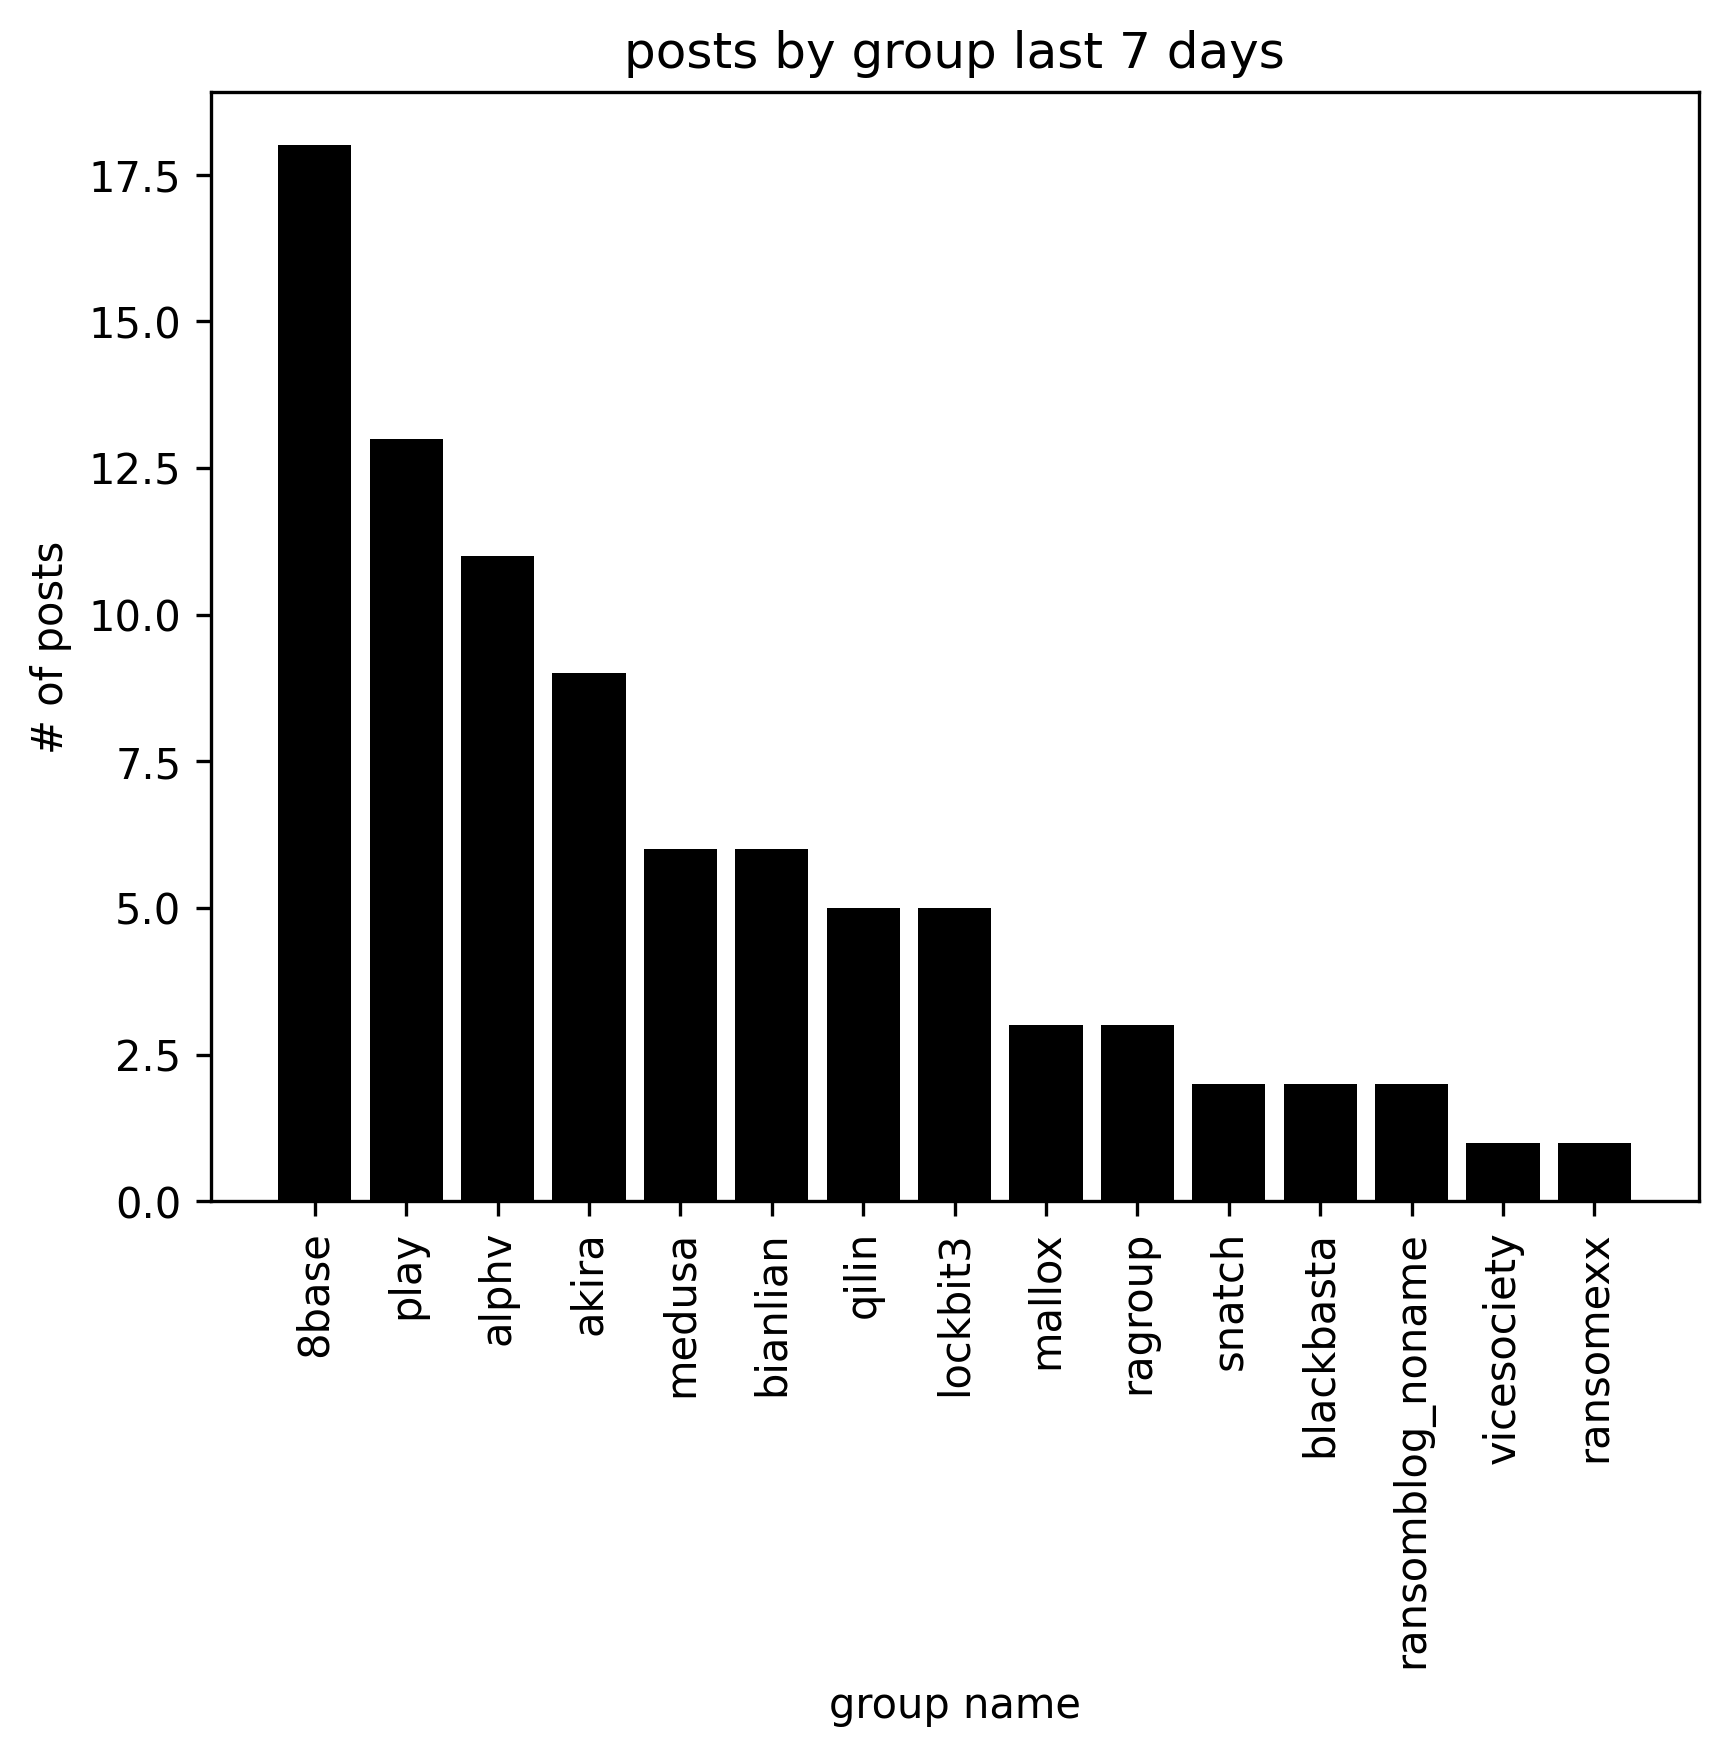 posts by group last 7 days
# of posts
17.5
15.0
12.5
10.0
7.5
5.0
2.5
0.0
8base
play
alphv
akira
medusa
bianlian
qilin
lockbit3
mallox
ragroup
snatch
blackbasta
ransomblog_noname
vicesociety
ransomexx
group name